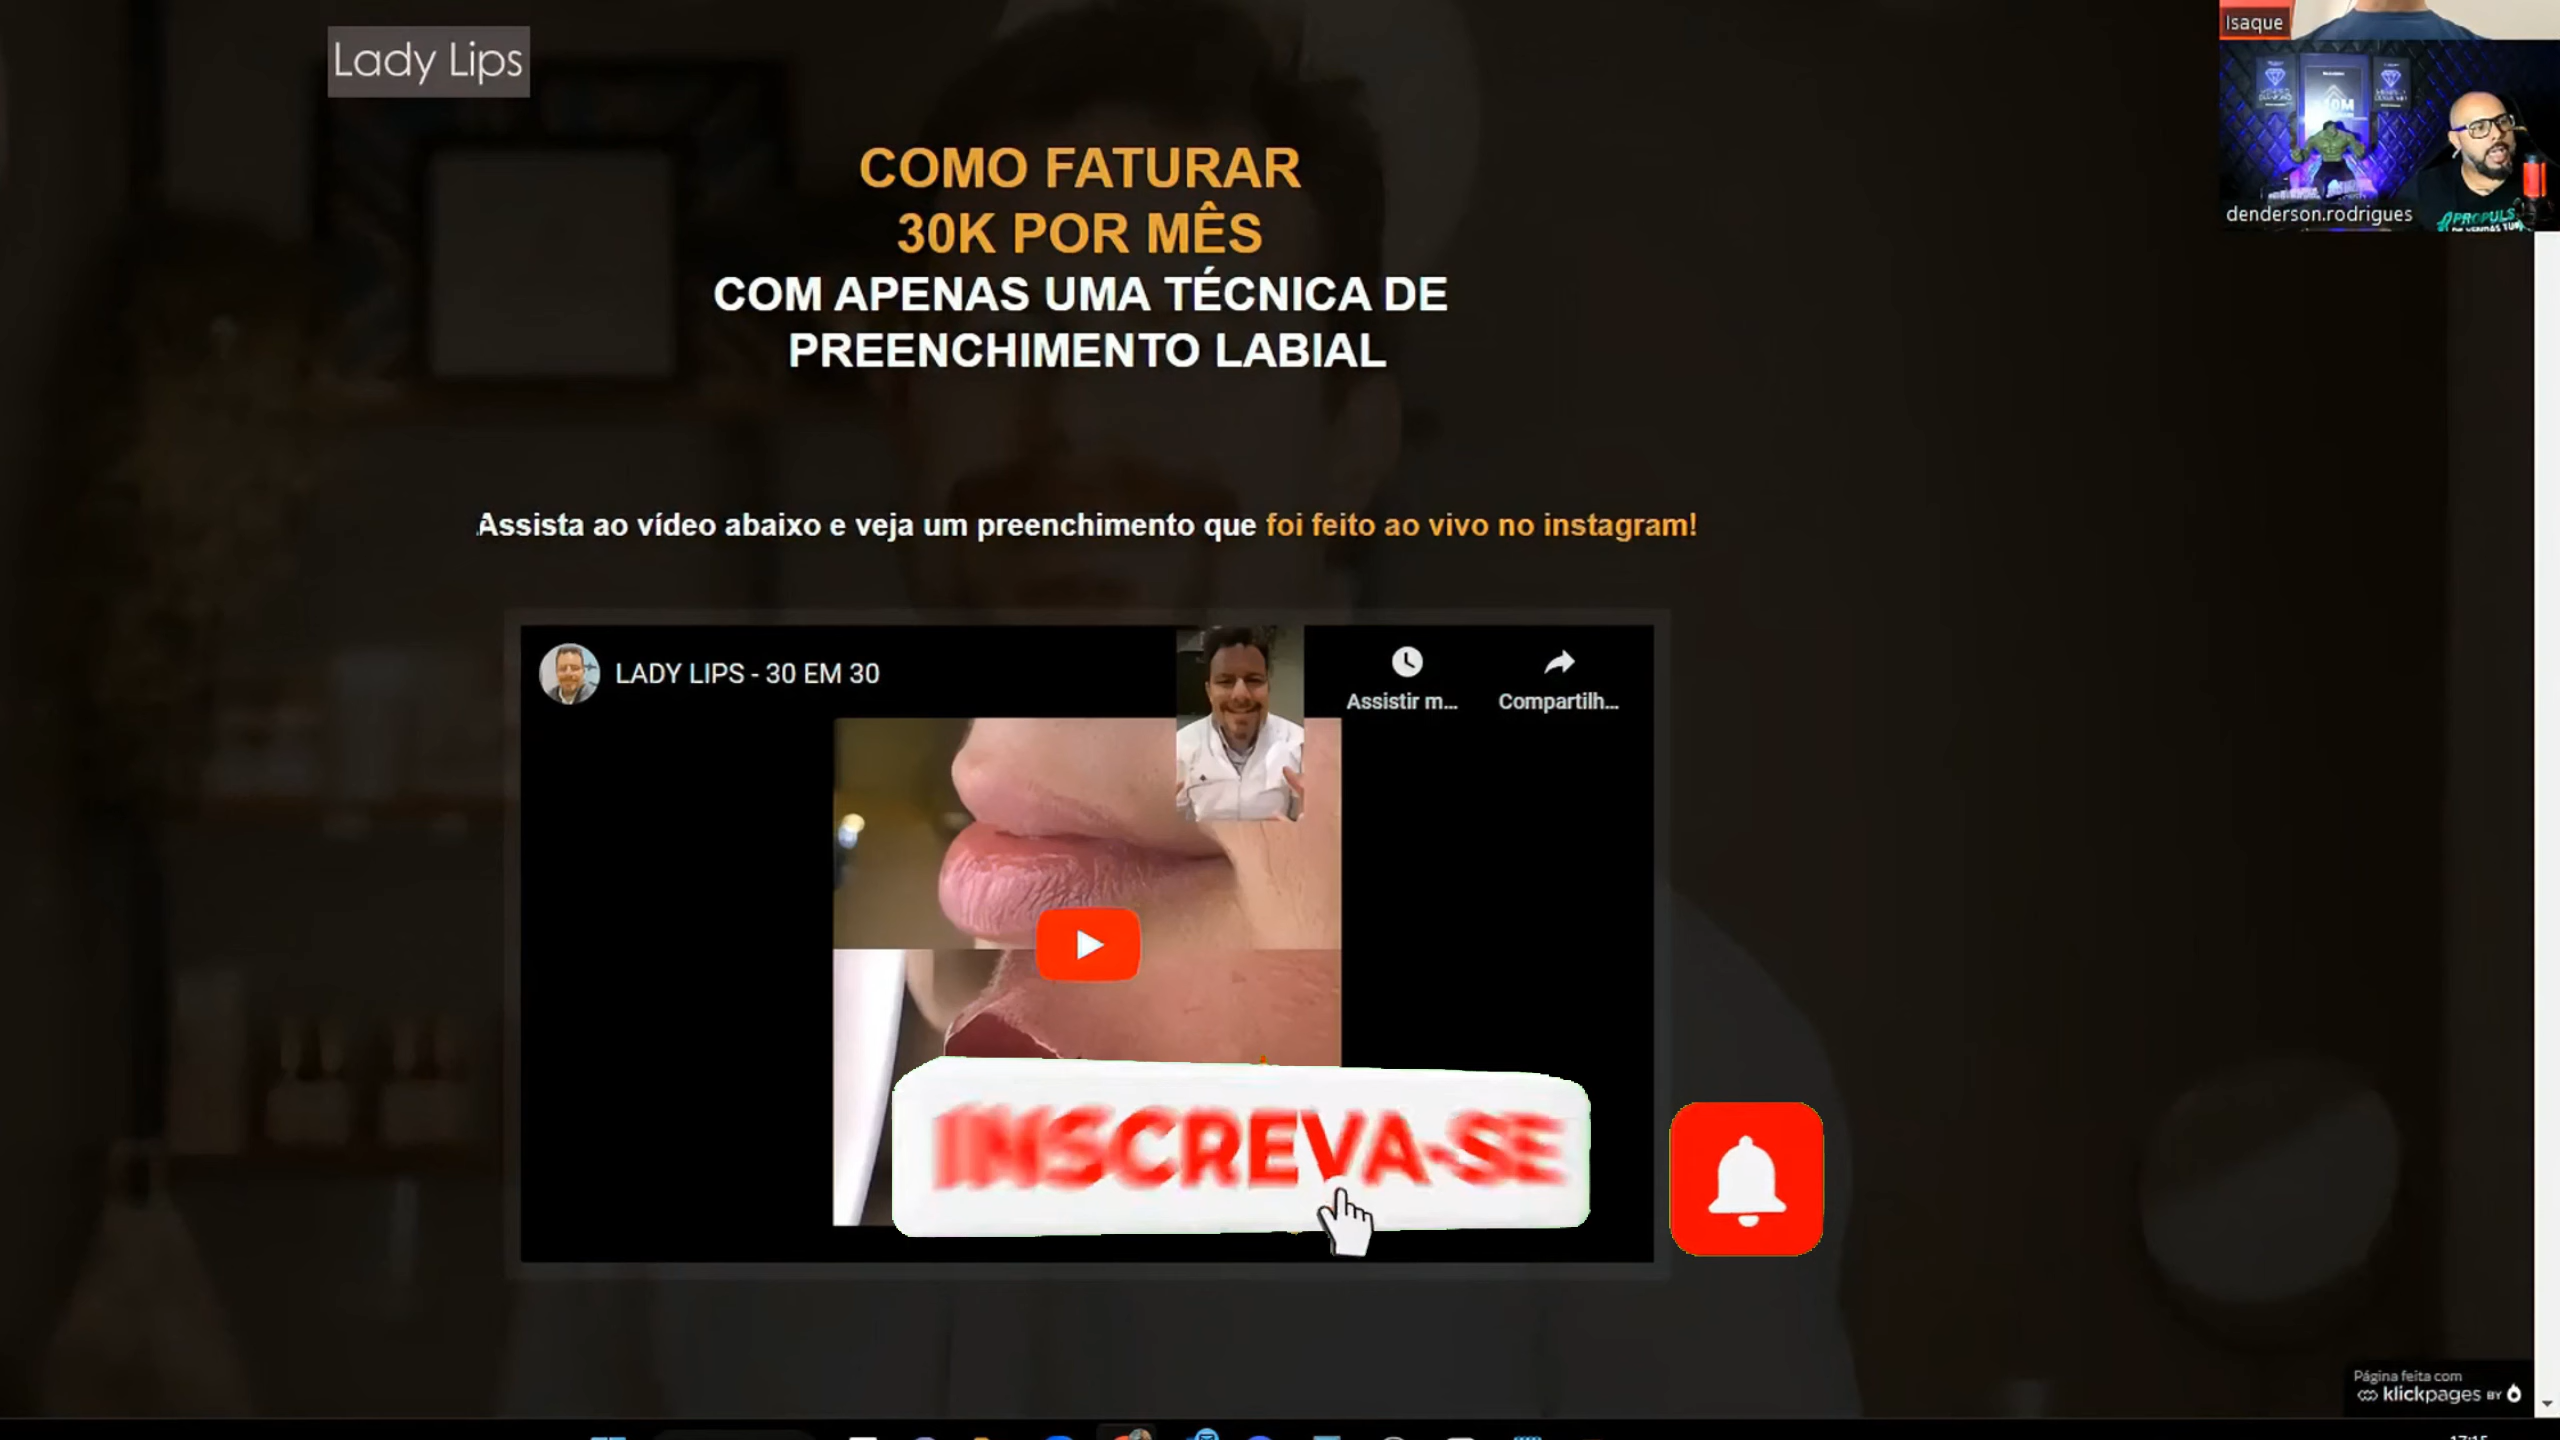 Lady Lips
Isaque
denderson.rodrigues
PROPULS
COMO FATURAR
30K POR MÊS
COM APENAS UMA TÉCNICA DE
PREENCHIMENTO LABIAL
Assista ao vídeo abaixo e veja um preenchimento que foi feito ao vivo no instagram!
LADY LIPS - 30 EM 30
Assistir m...
Compartilh...
INSCREVA-SE
Página feita com
klickpages BY